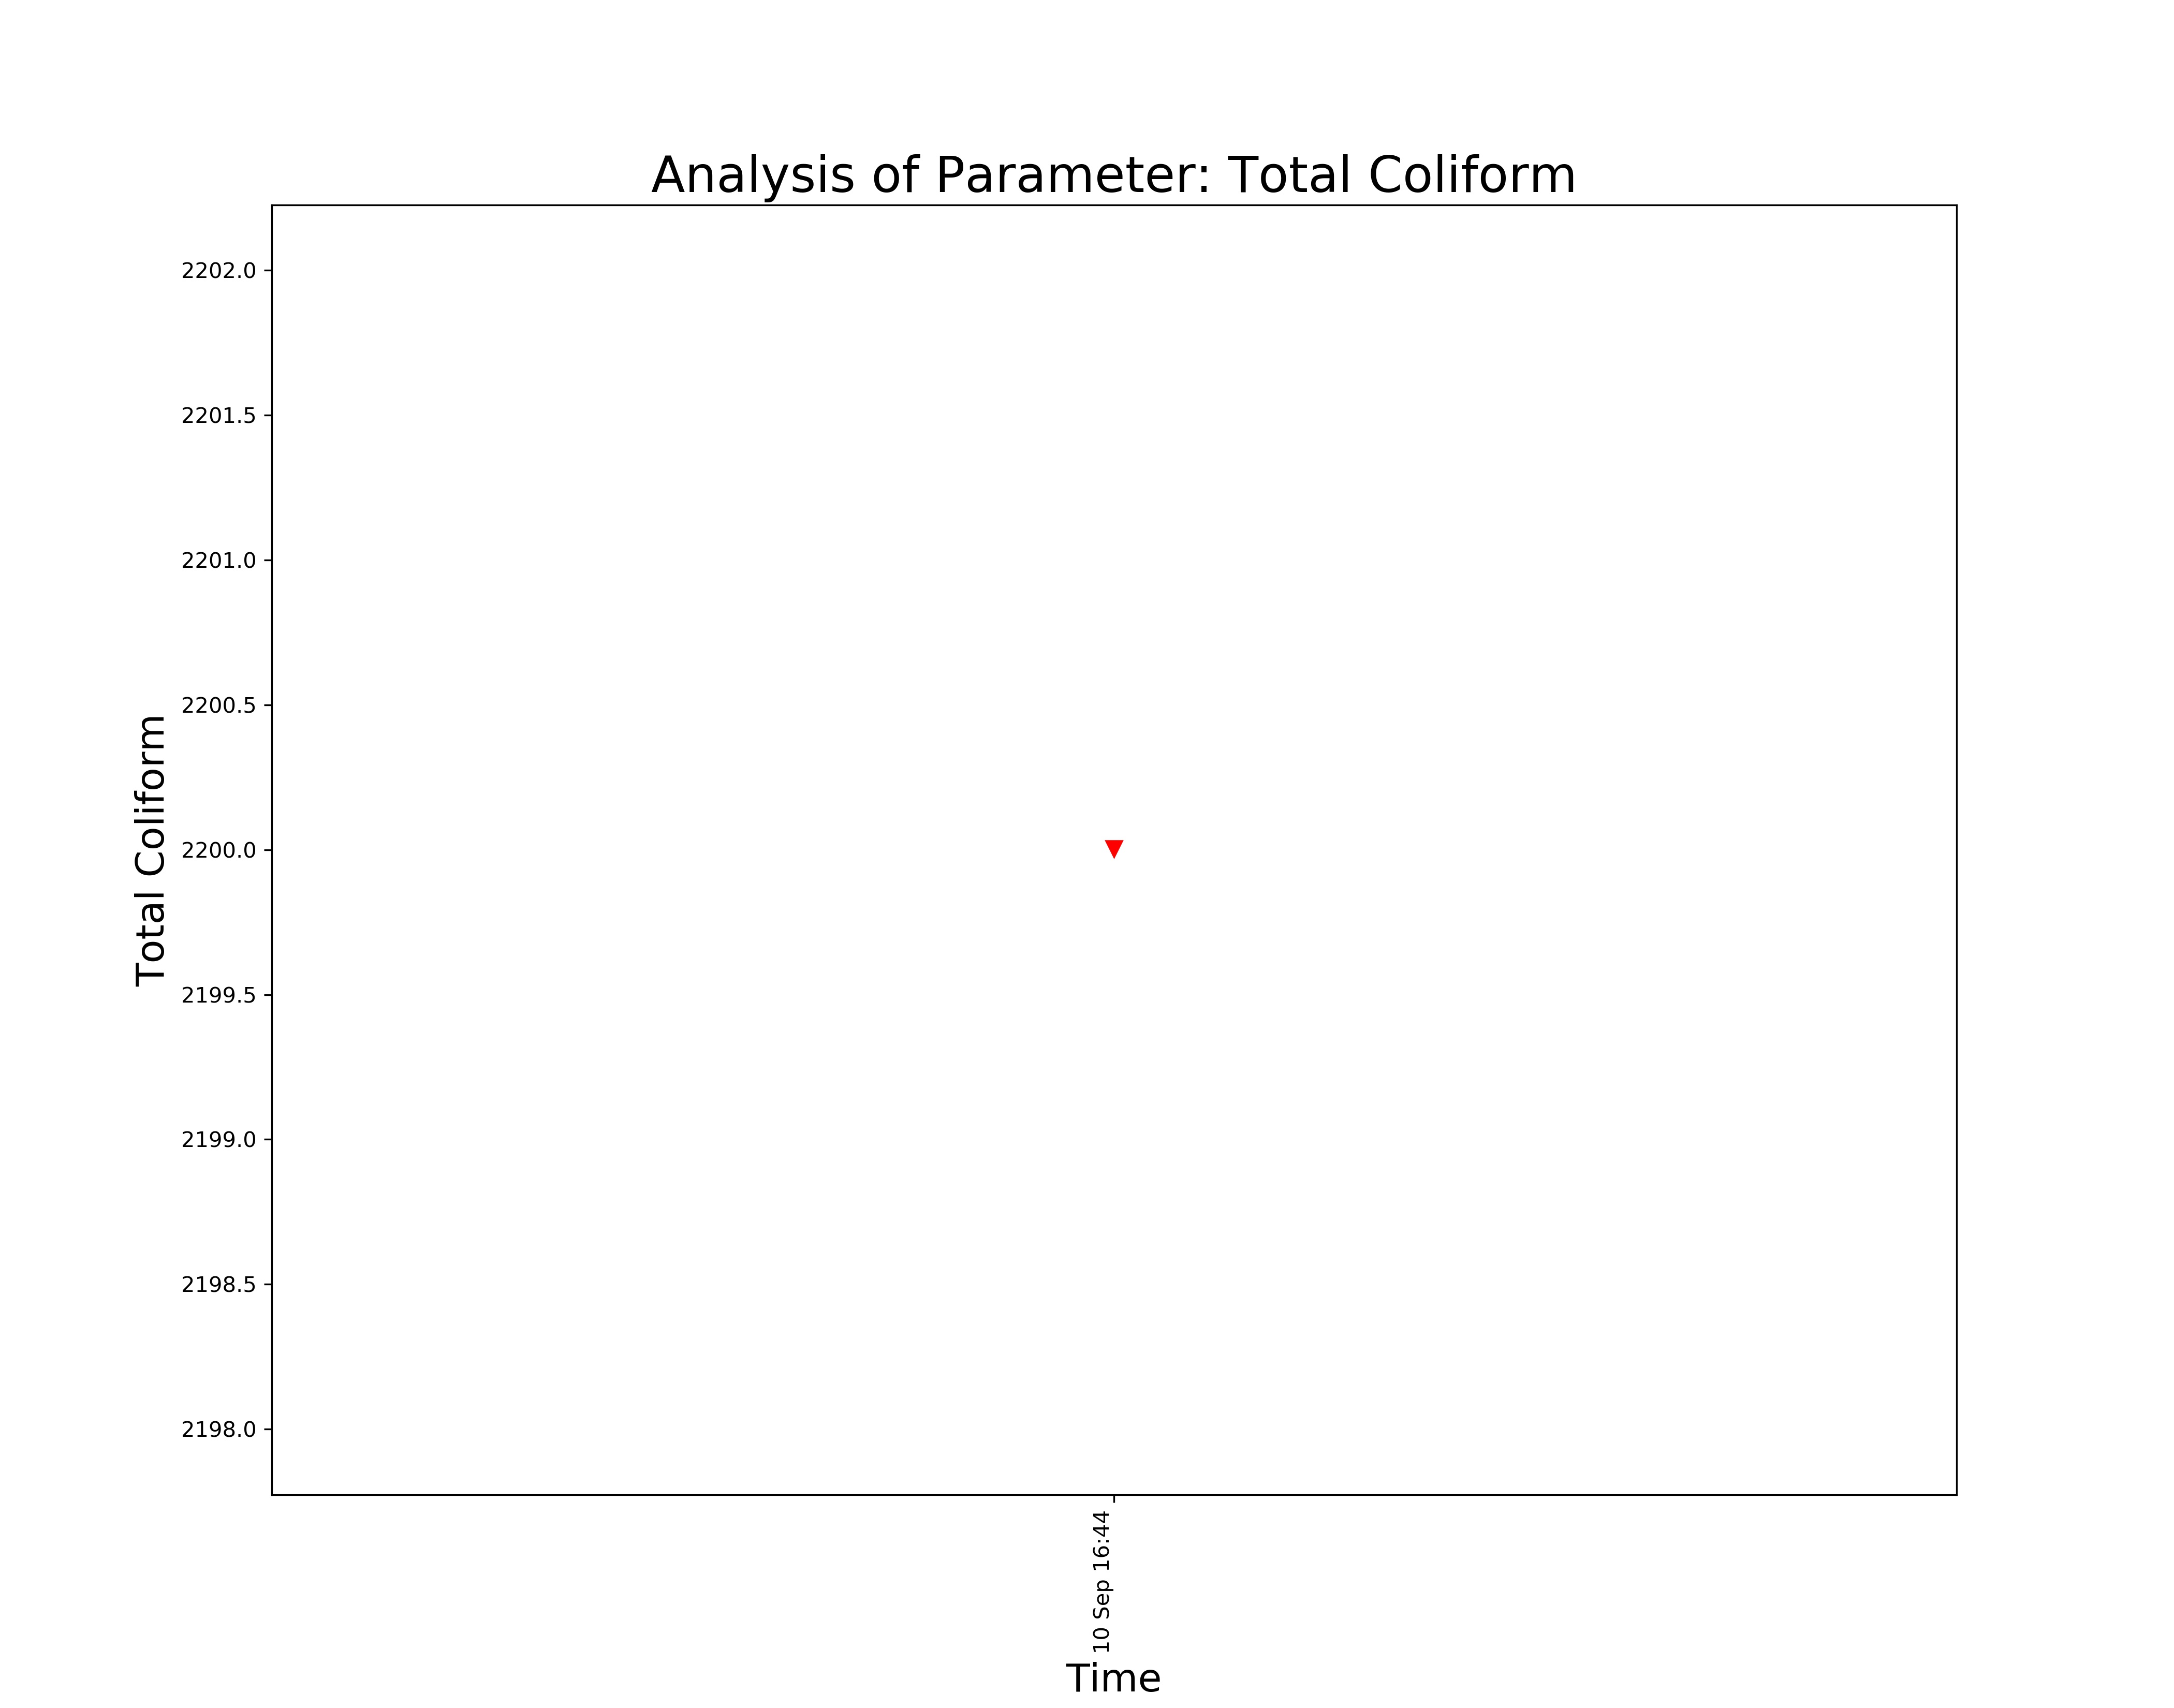 Analysis of Parameter: Total Coliform
2202.0
2201.5
2201.0
2200.5
2200.0
2199.5
2199.0
2198.5
2198.0
Total Coliform
10 Sep 16:44
Time